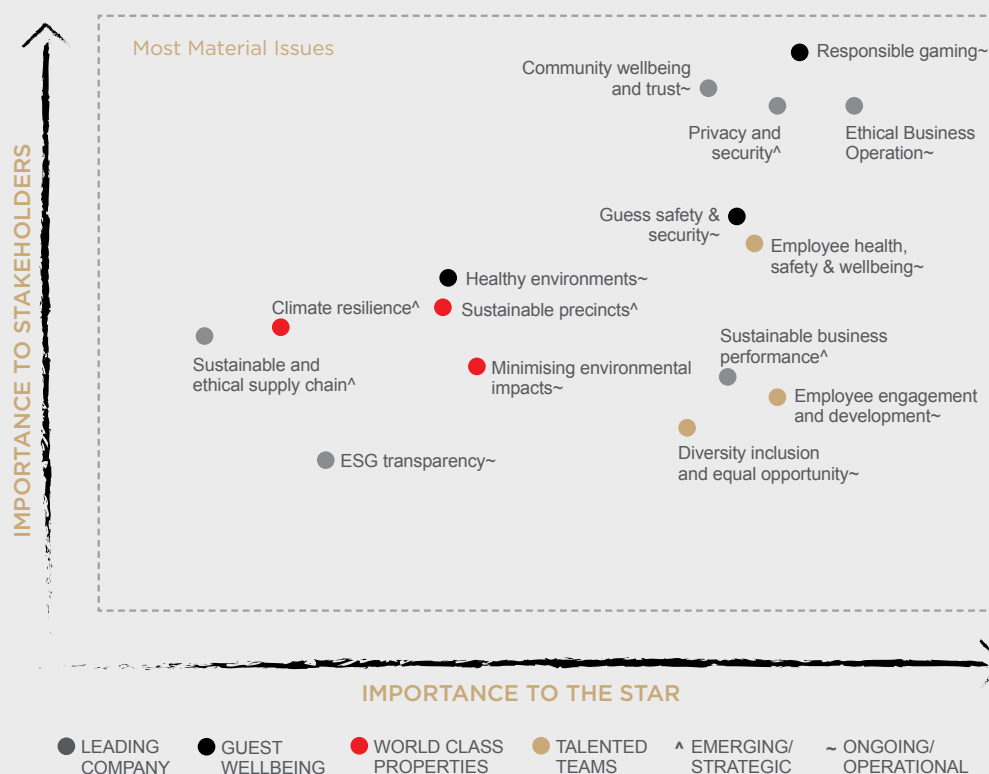 Most Material Issues
Responsible gaming~
Community wellbeing
and trust~
Privacy and
security^
Ethical Business
Operation~
Guess safety &
security~
Employee health,
safety & wellbeing~
Healthy environments~
Climate resilience^
Sustainable precincts^
Sustainable and
ethical supply chain^
Sustainable business
performance^
Minimising environmental
impacts~
Employee engagement
and development~
Diversity inclusion
and equal opportunity~
ESG transparency~
IMPORTANCE TO STAKEHOLDERS
IMPORTANCE TO THE STAR
LEADING
COMPANY
GUEST
WELLBEING
WORLD CLASS
PROPERTIES
TALENTED
TEAMS
^ EMERGING/
STRATEGIC
~ ONGOING/
OPERATIONAL